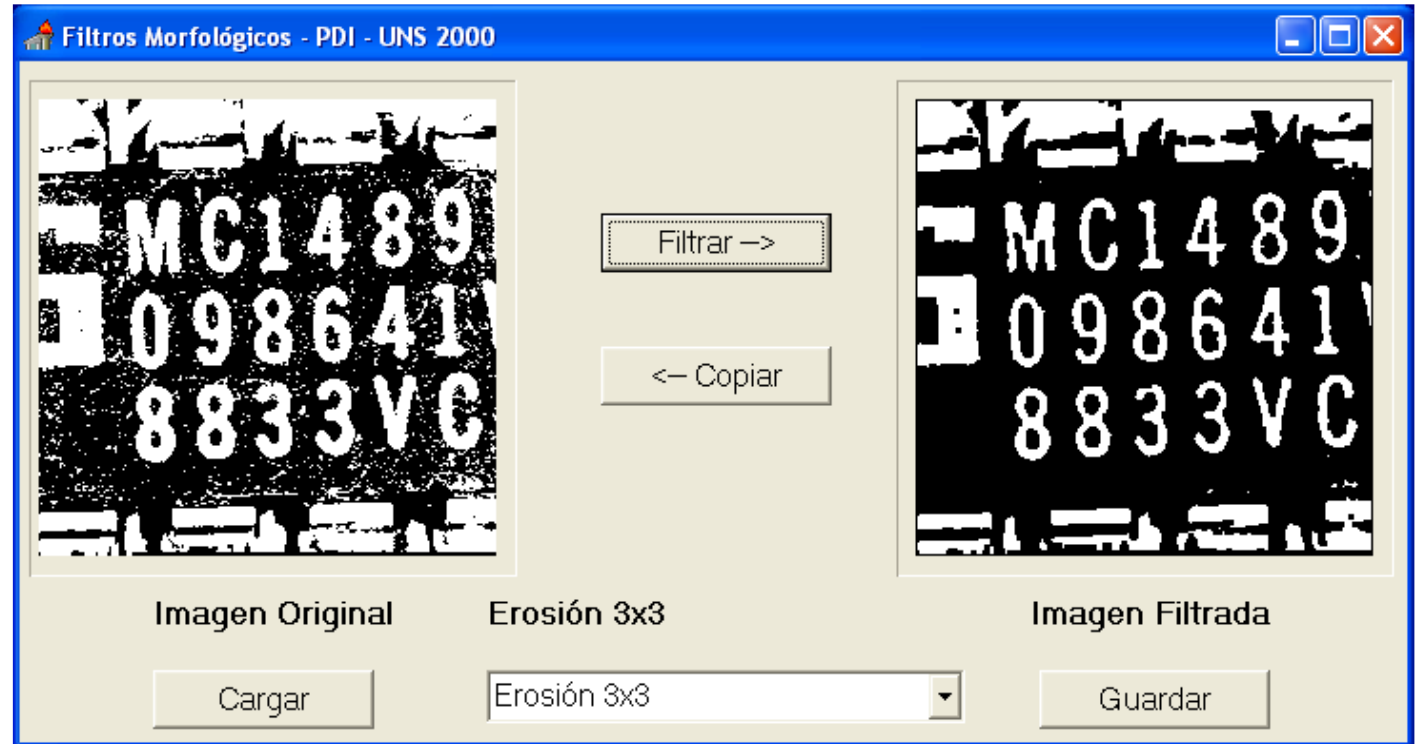 Filtros Morfológicos - PDI - UNS 2000
MC1489
098641
8833VC
Filtrar -->
<-- Copiar
MC1489
098641
8833VC
Imagen Original
Erosión 3x3
Imagen Filtrada
Cargar
Erosión 3x3
Guardar